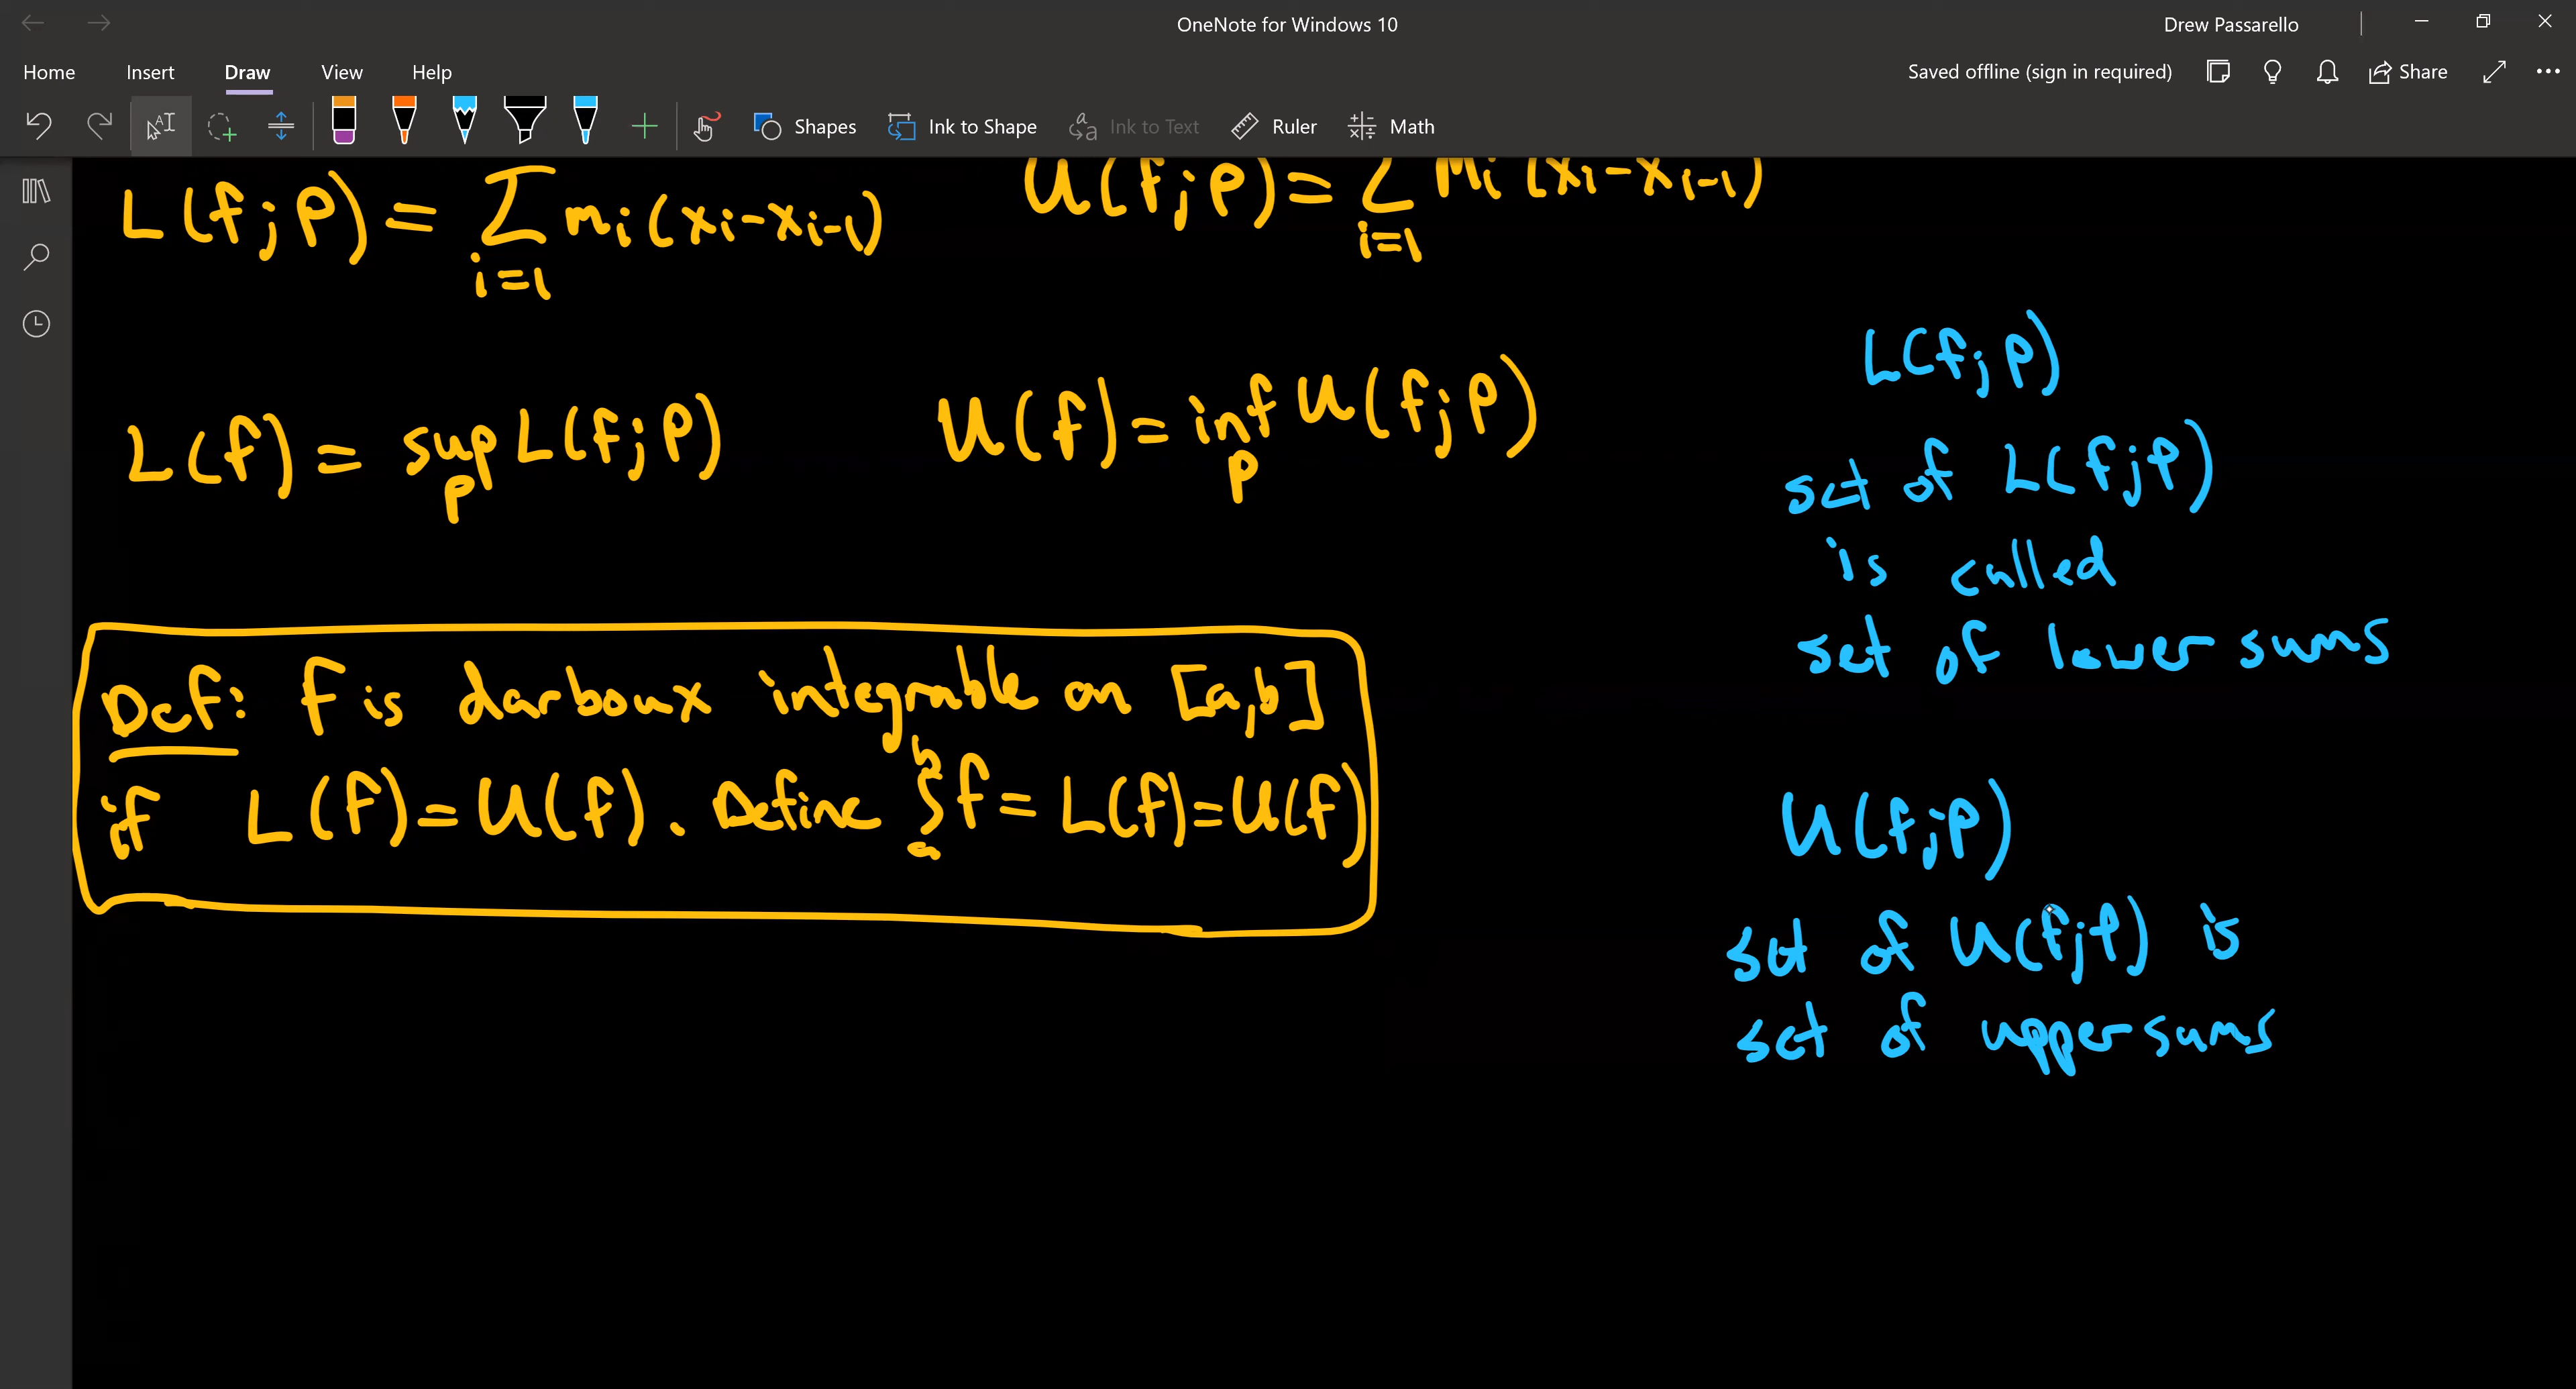 OneNote for Windows 10
Drew Passarello
Home Insert Draw View Help
Saved offline (sign in required) Share
Shapes Ink to Shape Ink to Text Ruler Math
L(f;P) = ∑ mᵢ(xᵢ-xᵢ₋₁)
i=1
U(f;P) = ∑ Mᵢ(xᵢ-xᵢ₋₁)
i=1
L(f) = sup L(f;P)
P
U(f) = inf U(f;P)
P
Def: f is darboux integrable on [a,b]
if L(f)=U(f). Define ∫ₐᵇ f = L(f)=U(f)
L(f;P)
set of L(f;P)
is called
set of lower sums
U(f;P)
set of U(f;P) is
set of upper sums